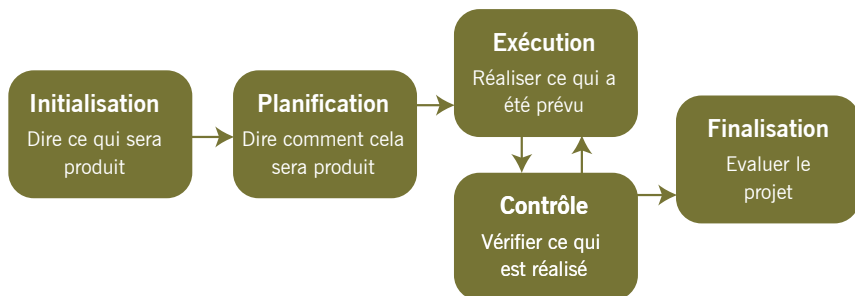 Initialisation
Dire ce qui sera
produit
Planification
Dire comment cela
sera produit
Exécution
Réaliser ce qui a
été prévu
Contrôle
Vérifier ce qui
est réalisé
Finalisation
Evaluer le
projet